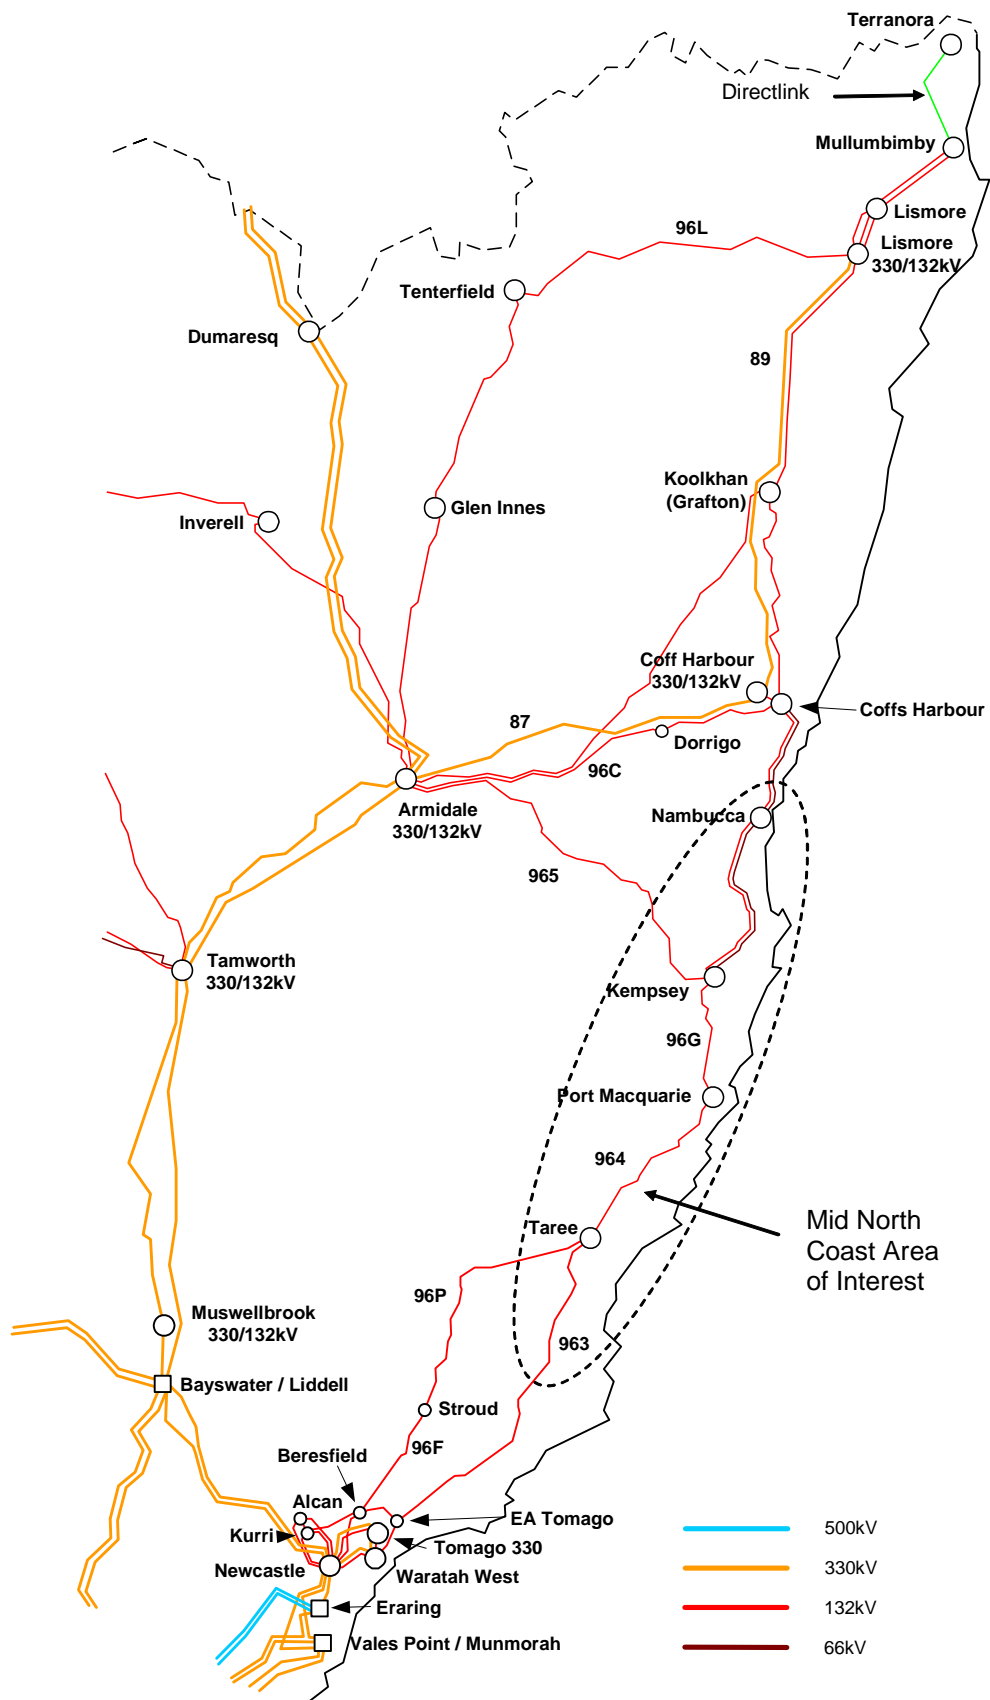 Terranora
Directlink
Mullumbimby
Lismore
96L
Lismore
330/132kV
Tenterfield
Dumaresq
89
Koolkhan
(Grafton)
Glen Innes
Inverell
Coff Harbour
330/132kV
Coffs Harbour
87
Dorrigo
96C
Armidale
330/132kV
Nambucca
965
Tamworth
330/132kV
Kempsey
96G
Port Macquarie
964
Mid North
Coast Area
of Interest
Taree
96P
Muswellbrook
330/132kV
963
Bayswater / Liddell
Stroud
96F
Beresfield
Alcan
EA Tomago
Kurri
Tomago 330
Newcastle
Waratah West
Eraring
Vales Point / Munmorah
500kV
330kV
132kV
66kV